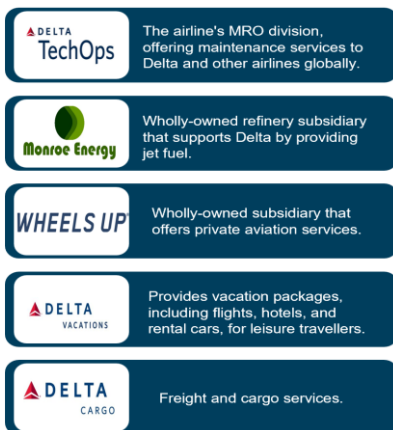 DELTA
TechOps
The airline's MRO division,
offering maintenance services to
Delta and other airlines globally.
Monroe Energy
Wholly-owned refinery subsidiary
that supports Delta by providing
jet fuel.
WHEELS UP
Wholly-owned subsidiary that
offers private aviation services.
DELTA
VACATIONS
Provides vacation packages,
including flights, hotels, and
rental cars, for leisure travellers.
DELTA
CARGO
Freight and cargo services.